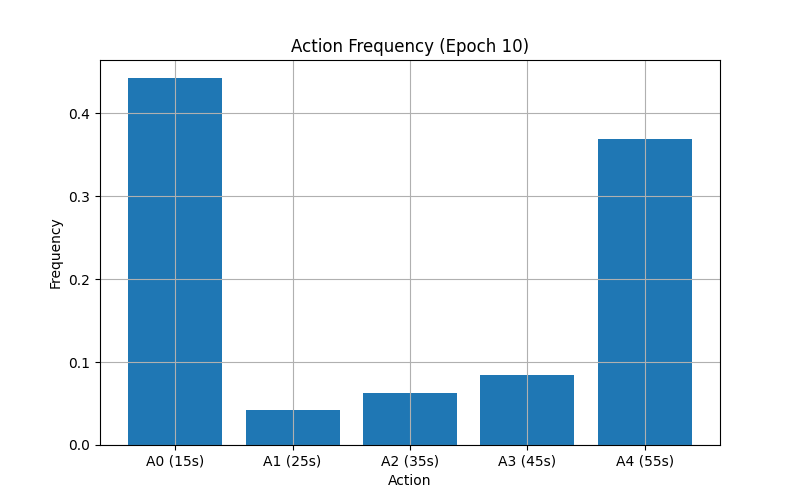 Action Frequency (Epoch 10)
Frequency
0.4
0.3
0.2
0.1
0.0
A0 (15s) A1 (25s) A2 (35s) A3 (45s) A4 (55s)
Action